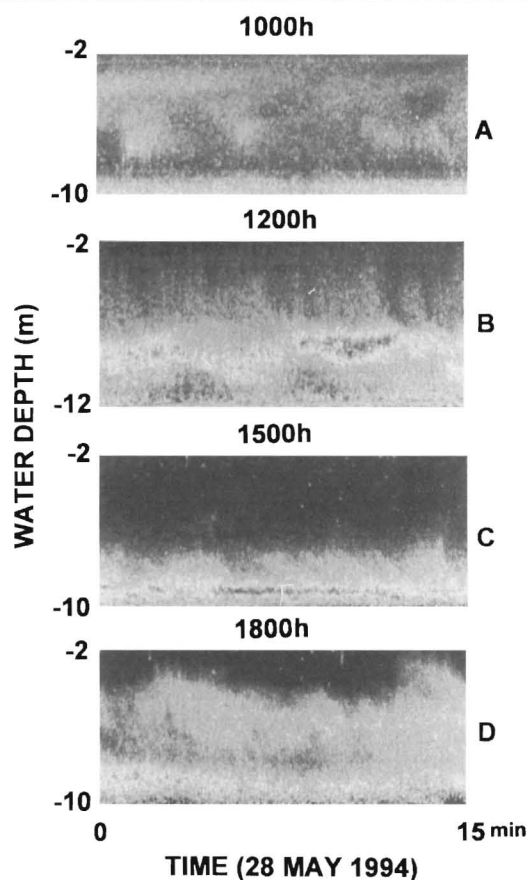 1000h
-2
A
-10
1200h
-2
B
WATER DEPTH (m)
-12
1500h
-2
C
-10
1800h
-2
D
-10
0
15 min
TIME (28 MAY 1994)